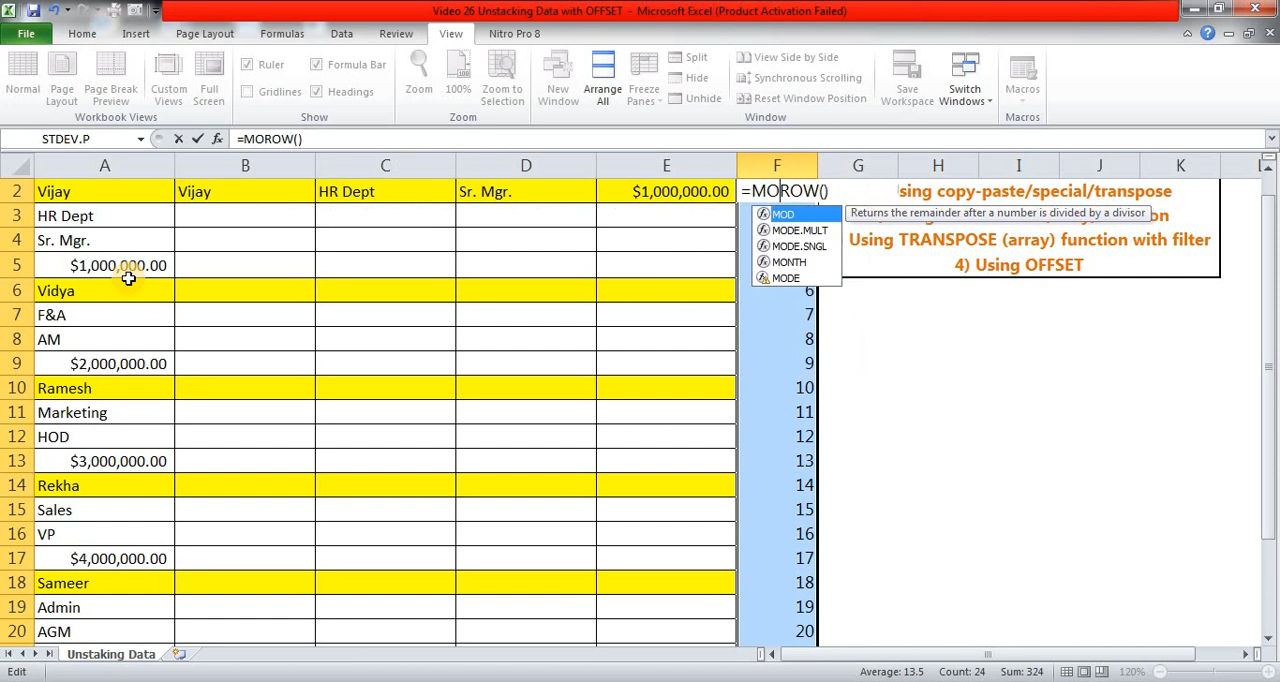 Video 26 Unstacking Data with OFFSET - Microsoft Excel (Product Activation Failed)
File Home Insert Page Layout Formulas Data Review View Nitro Pro 8
Normal Page Layout Page Break Preview Custom Views Full Screen
Workbook Views
Ruler Formula Bar
Gridlines Headings
Show
Zoom 100% Zoom to Selection
Zoom
New Window Arrange All Freeze Panes
Split
Hide
Unhide
View Side by Side
Synchronous Scrolling
Reset Window Position
Save Workspace Switch Windows
Window
Macros
Macros
STDEV.P =MOROW()
A B C D E F G H I J K
2 Vijay Vijay HR Dept Sr. Mgr. $1,000,000.00 =MOROW() sing copy-paste/special/transpose
MOD Returns the remainder after a number is divided by a divisor
MODE.MULT
MODE.SNGL
MONTH
MODE
3 HR Dept
4 Sr. Mgr. Using TRANSPOSE (array) function with filter
5 $1,000,000.00 4) Using OFFSET
6 Vidya 6
7 F&A 7
8 AM 8
9 $2,000,000.00 9
10 Ramesh 10
11 Marketing 11
12 HOD 12
13 $3,000,000.00 13
14 Rekha 14
15 Sales 15
16 VP 16
17 $4,000,000.00 17
18 Sameer 18
19 Admin 19
20 AGM 20
Unstaking Data
Edit Average: 13.5 Count: 24 Sum: 324 120%